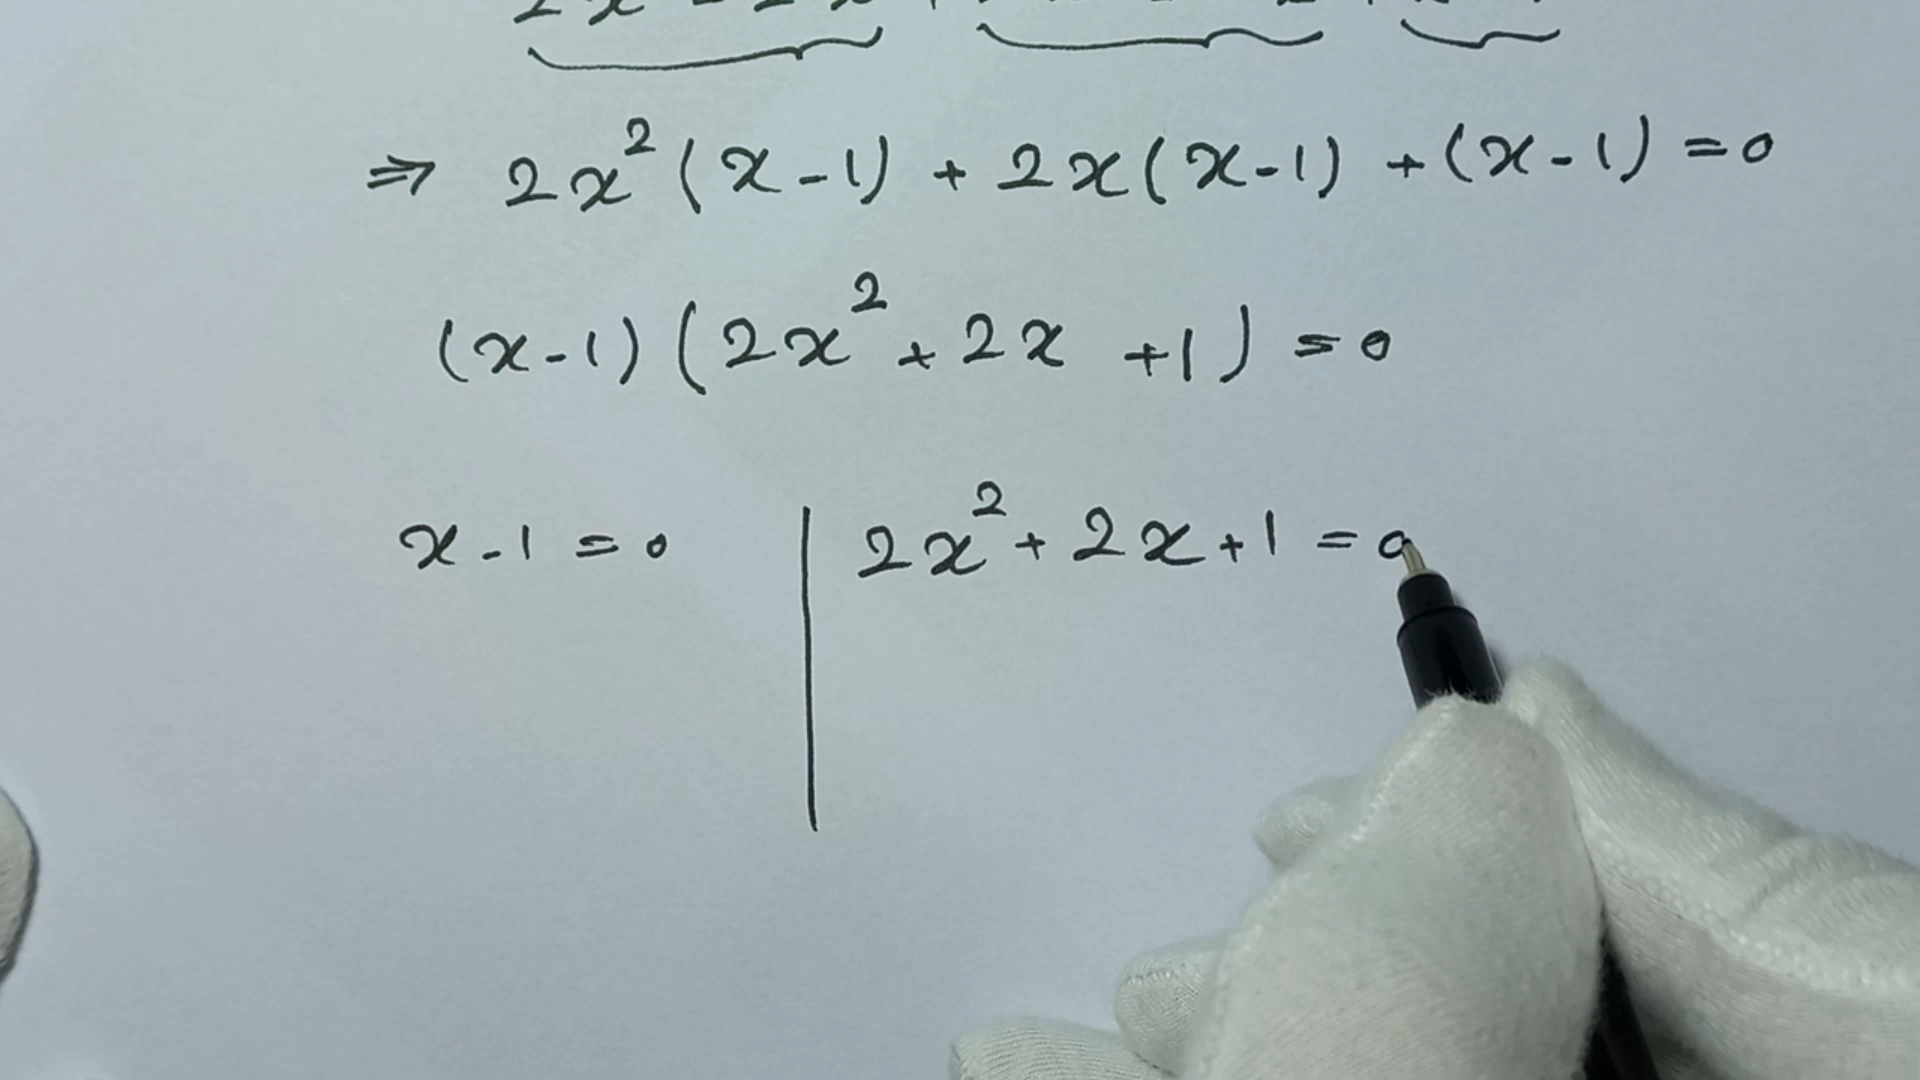 ⇒ 2x² (x-1) + 2x(x-1) + (x-1) = 0
(x-1) (2x² + 2x +1) = 0
x-1 = 0 | 2x² + 2x+1 = 0